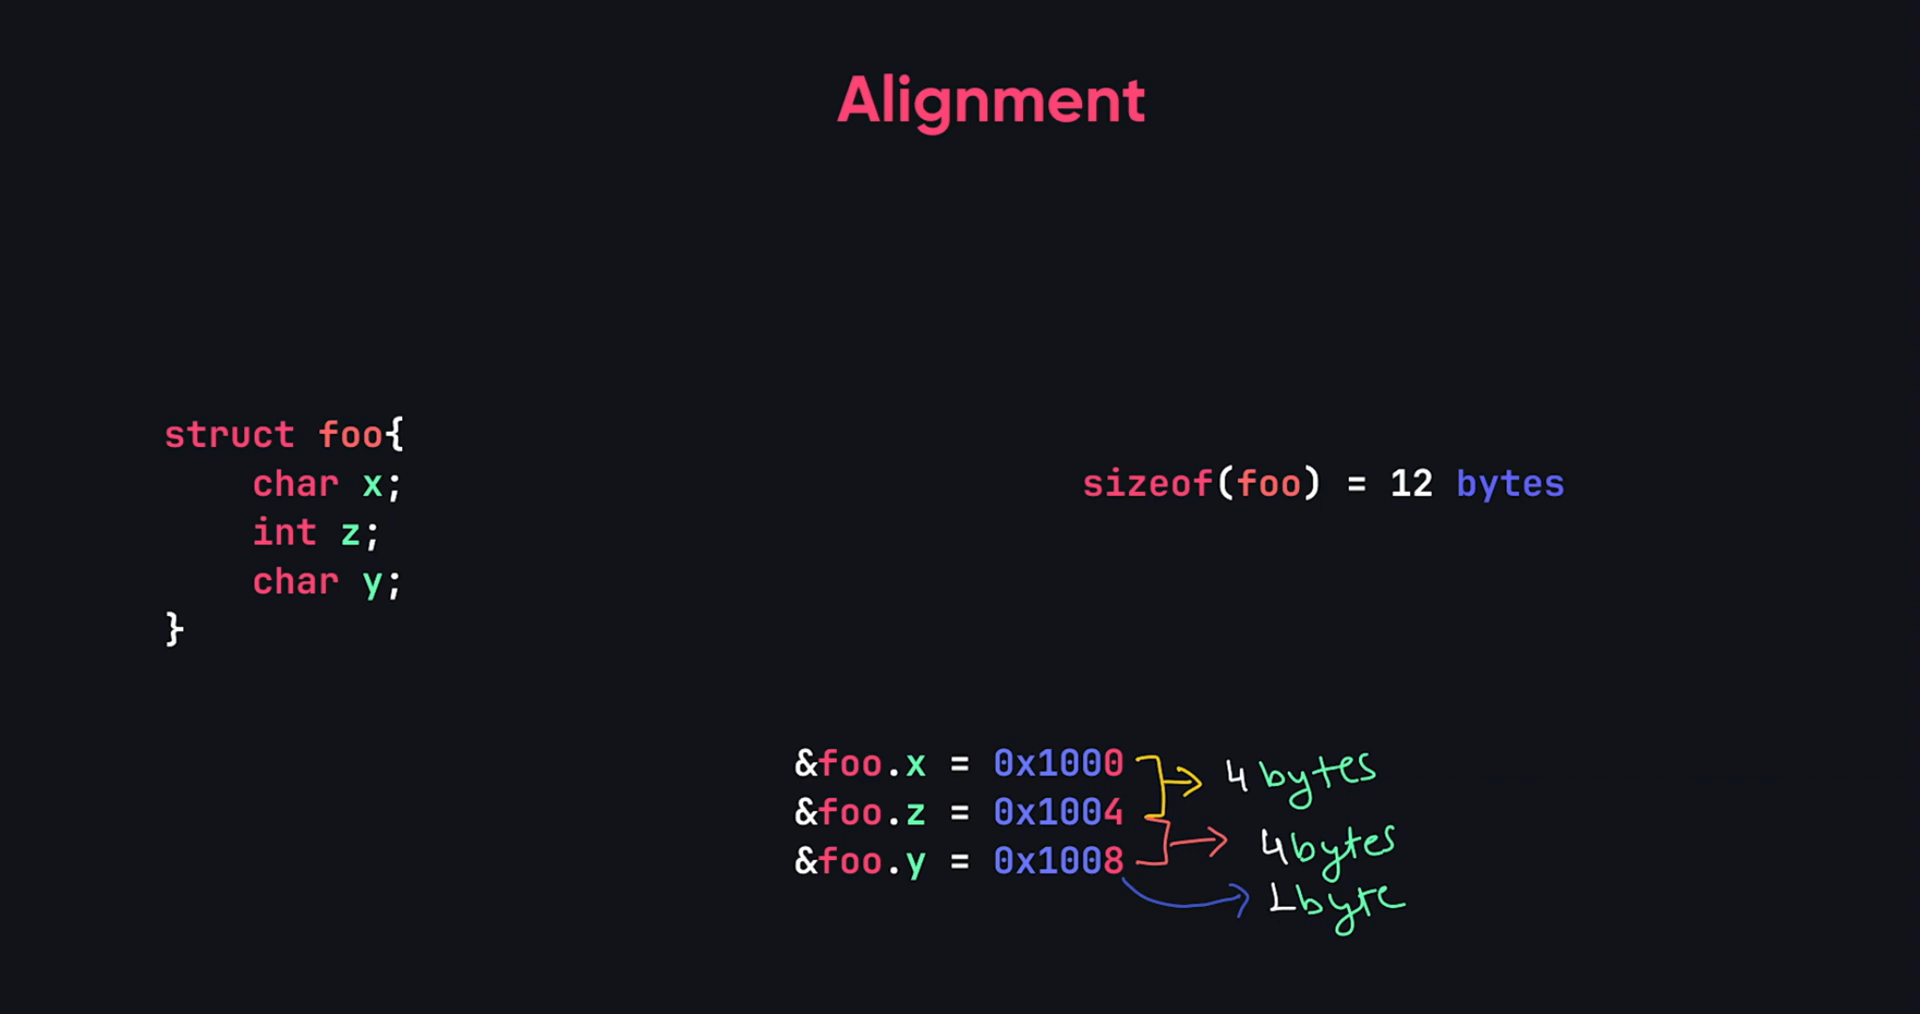 Alignment
struct foo{
char x;
int z;
char y;
}
sizeof(foo) = 12 bytes
&foo.x = 0x1000
&foo.z = 0x1004
&foo.y = 0x1008
4 bytes
4bytes
1byte